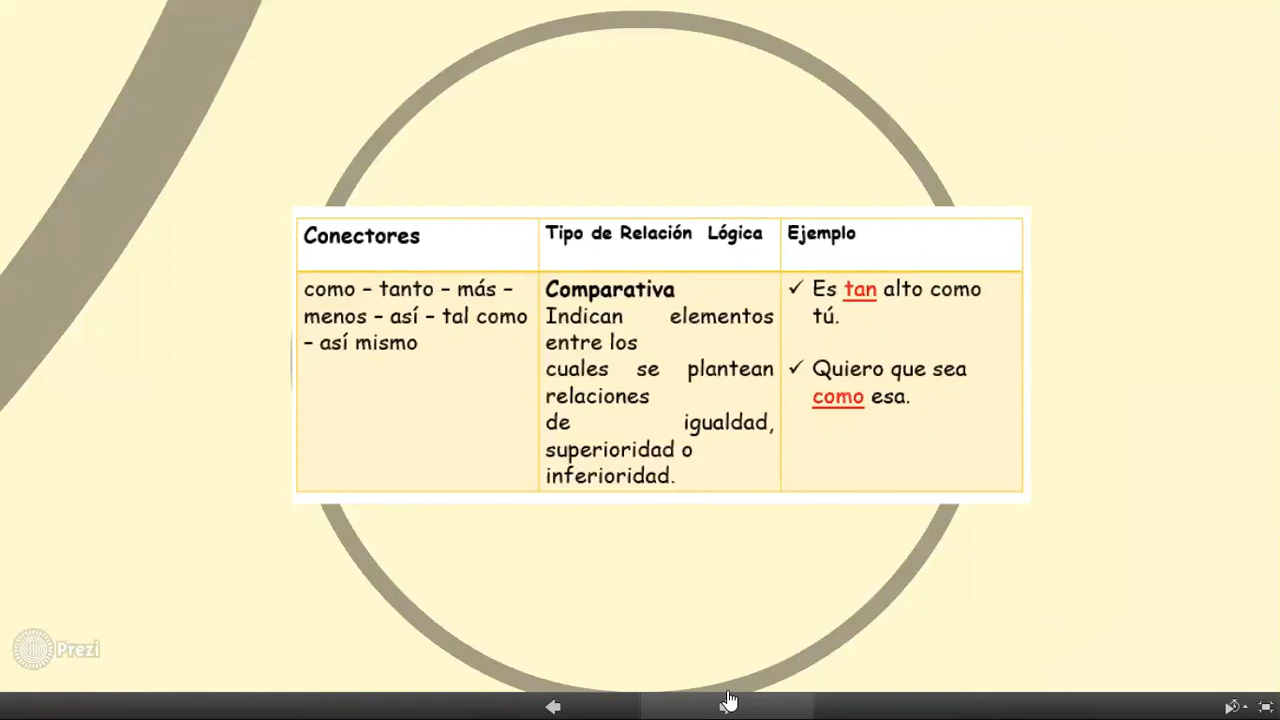 Conectores
Tipo de Relación Lógica
Ejemplo
como – tanto – más –
menos – así – tal como
– así mismo
Comparativa
Indican elementos
entre los
cuales se plantean
relaciones
de igualdad,
superioridad o
inferioridad.
✓ Es tan alto como
tú.
✓ Quiero que sea
como esa.
Prezi